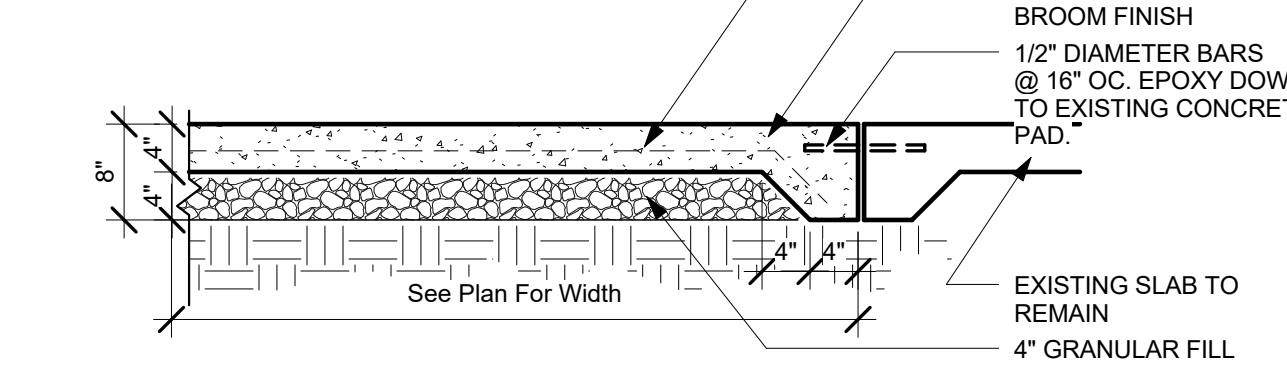 BROOM FINISH
1/2" DIAMETER BARS
@ 16" OC. EPOXY DOW
TO EXISTING CONCRET
PAD.
8"
4"
4"
4"
4"
See Plan For Width
EXISTING SLAB TO
REMAIN
4" GRANULAR FILL